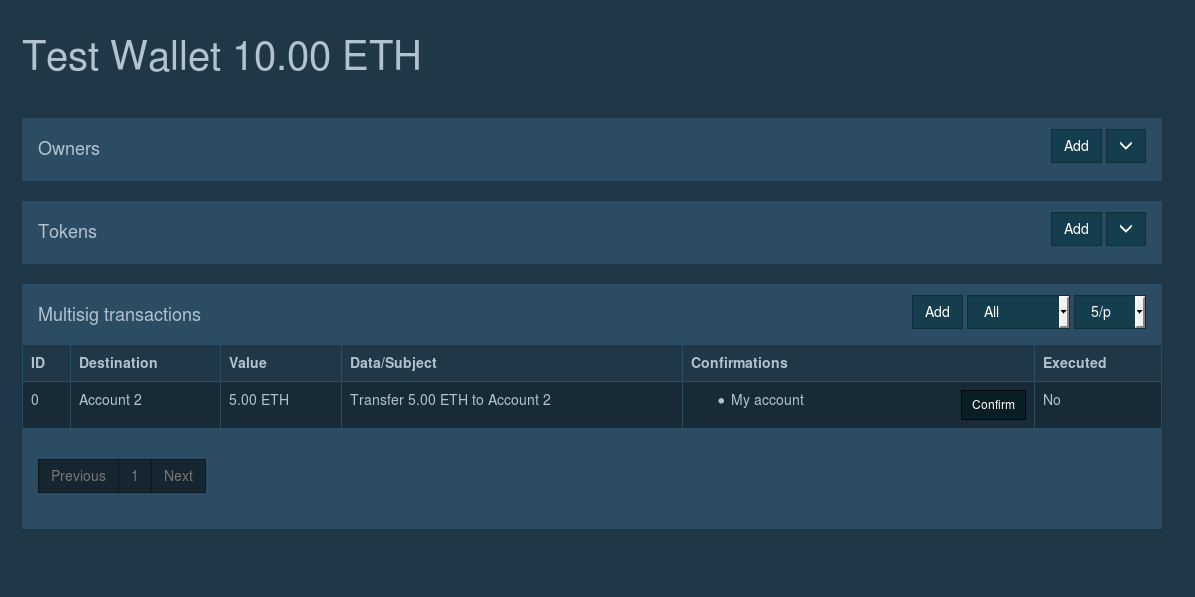 Test Wallet 10.00 ETH
Owners Add
Tokens Add
Multisig transactions Add All 5/p
ID Destination Value Data/Subject Confirmations Executed
0 Account 2 5.00 ETH Transfer 5.00 ETH to Account 2 • My account Confirm No
Previous 1 Next